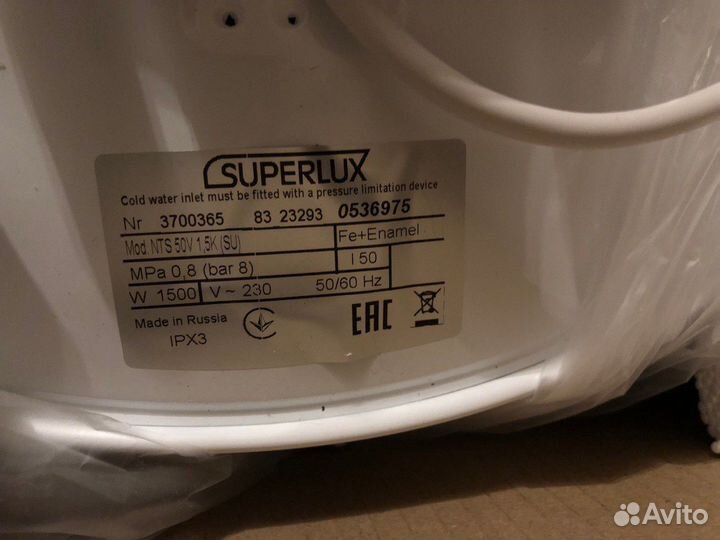 SUPERLUX
Cold water inlet must be fitted with a pressure limitation device
Nr 3700365 83 23293 0536975
Mod. NTS 50V 1,5K (SU) Fe+Enamel
MPa 0,8 (bar 8) l 50
W 1500 V ~ 230 50/60 Hz
Made in Russia EAC
IPX3
Avito